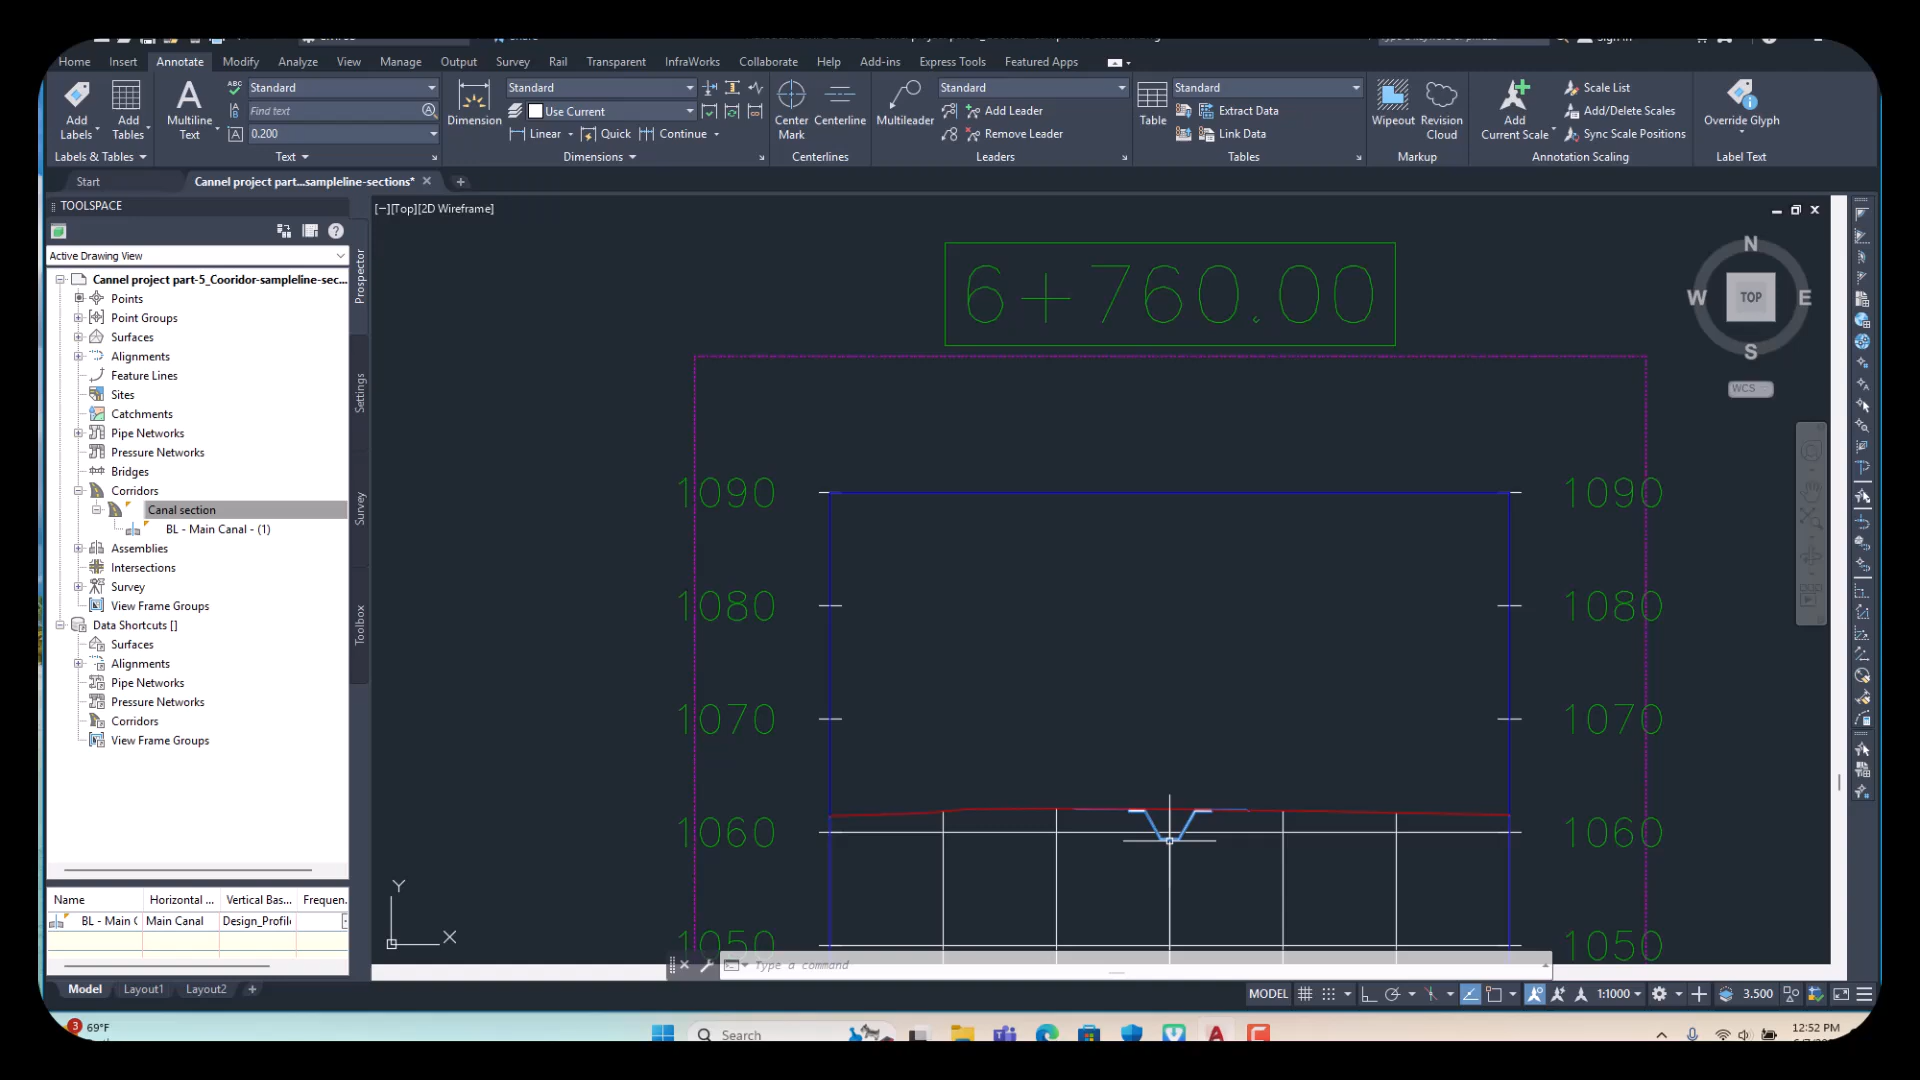 Home Insert Annotate Modify Analyze View Manage Output Survey Rail Transparent InfraWorks Collaborate Help Add-ins Express Tools Featured Apps
Add Labels
Add Tables
Labels & Tables
Multiline Text
ABC
Standard
Find text
0.200
Text
Dimension
Standard
Use Current
Linear Quick Continue
Dimensions
Center Mark
Centerline
Centerlines
Multileader
Standard
Add Leader
Remove Leader
Leaders
Table
Standard
Extract Data
Link Data
Tables
Wipeout
Revision Cloud
Markup
Add Current Scale
Scale List
Add/Delete Scales
Sync Scale Positions
Annotation Scaling
Override Glyph
Label Text
Start
Cannel project part...sampleline-sections*
TOOLSPACE
Active Drawing View
Cannel project part-5_Cooridor-sampleline-sec...
Points
Point Groups
Surfaces
Alignments
Feature Lines
Sites
Catchments
Pipe Networks
Pressure Networks
Bridges
Corridors
Canal section
BL - Main Canal - (1)
Assemblies
Intersections
Survey
View Frame Groups
Data Shortcuts []
Surfaces
Alignments
Pipe Networks
Pressure Networks
Corridors
View Frame Groups
Prospector
Settings
Survey
Toolbox
Name Horizontal ... Vertical Bas... Frequen
BL - Main Main Canal Design_Profil
[−][Top][2D Wireframe]
6+760.00
1090 1090
1080 1080
1070 1070
1060 1060
1050 1050
N
W TOP E
S
WCS
Y
X
Type a command
Model Layout1 Layout2
MODEL 1:1000 3.500
3 69°F
Search
12:52 PM